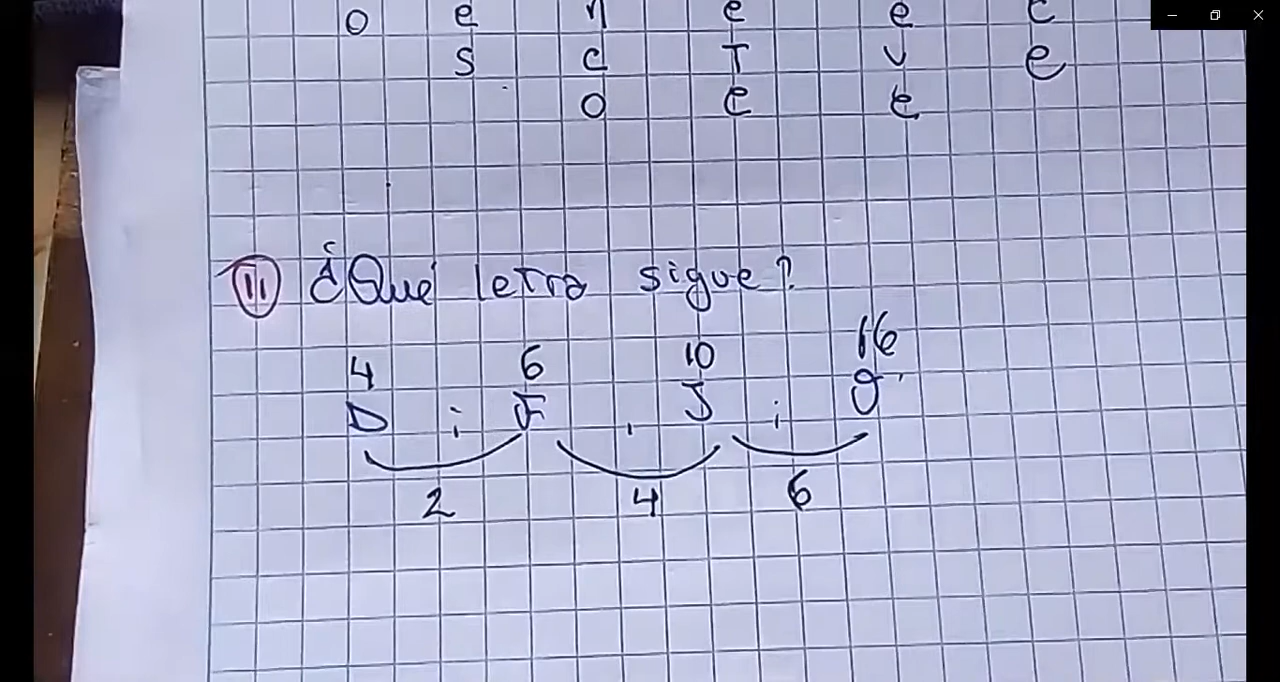 o e n e e c
s c T v e
o e e
11 ¿Qué letra sigue?
4 6 10 16
D ; F , J ; O
2 4 6